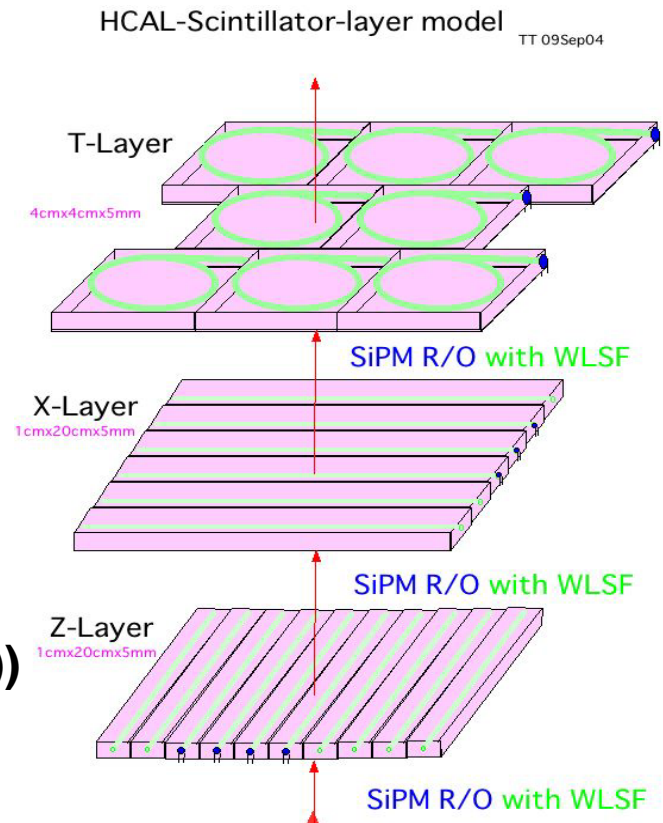 HCAL-Scintillator-layer model
TT 09Sep04
T-Layer
4cmx4cmx5mm
SiPM R/O with WLSF
X-Layer
1cmx20cmx5mm
SiPM R/O with WLSF
Z-Layer
1cmx20cmx5mm
)
SiPM R/O with WLSF